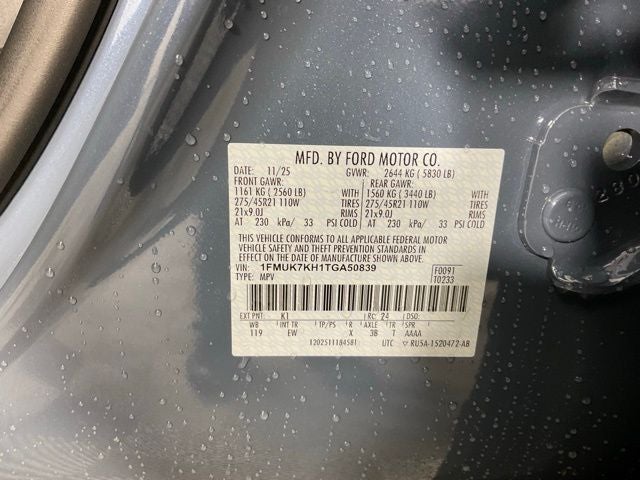 MFD. BY FORD MOTOR CO.
DATE: 11/25 GVWR: 2644 KG ( 5830 LB)
FRONT GAWR: REAR GAWR:
1161 KG ( 2560 LB) WITH 1560 KG ( 3440 LB) WITH
275/45R21 110W TIRES 275/45R21 110W TIRES
21x9.0J RIMS 21x9.0J RIMS
AT 230 kPa/ 33 PSI COLD AT 230 kPa/ 33 PSI COLD
THIS VEHICLE CONFORMS TO ALL APPLICABLE FEDERAL MOTOR
VEHICLE SAFETY AND THEFT PREVENTION STANDARDS IN
EFFECT ON THE DATE OF MANUFACTURE SHOWN ABOVE.
VIN: 1FMUK7KH1TGA50839 F0091
TYPE: MPV T0233
EXT PNT: K1 RC: 24 DSO:
WB INT TR TP/PS R AXLE TR SPR
119 EW X 3B T AAAA
12025111845B1 UTC ▽ RU5A-1520472-AB